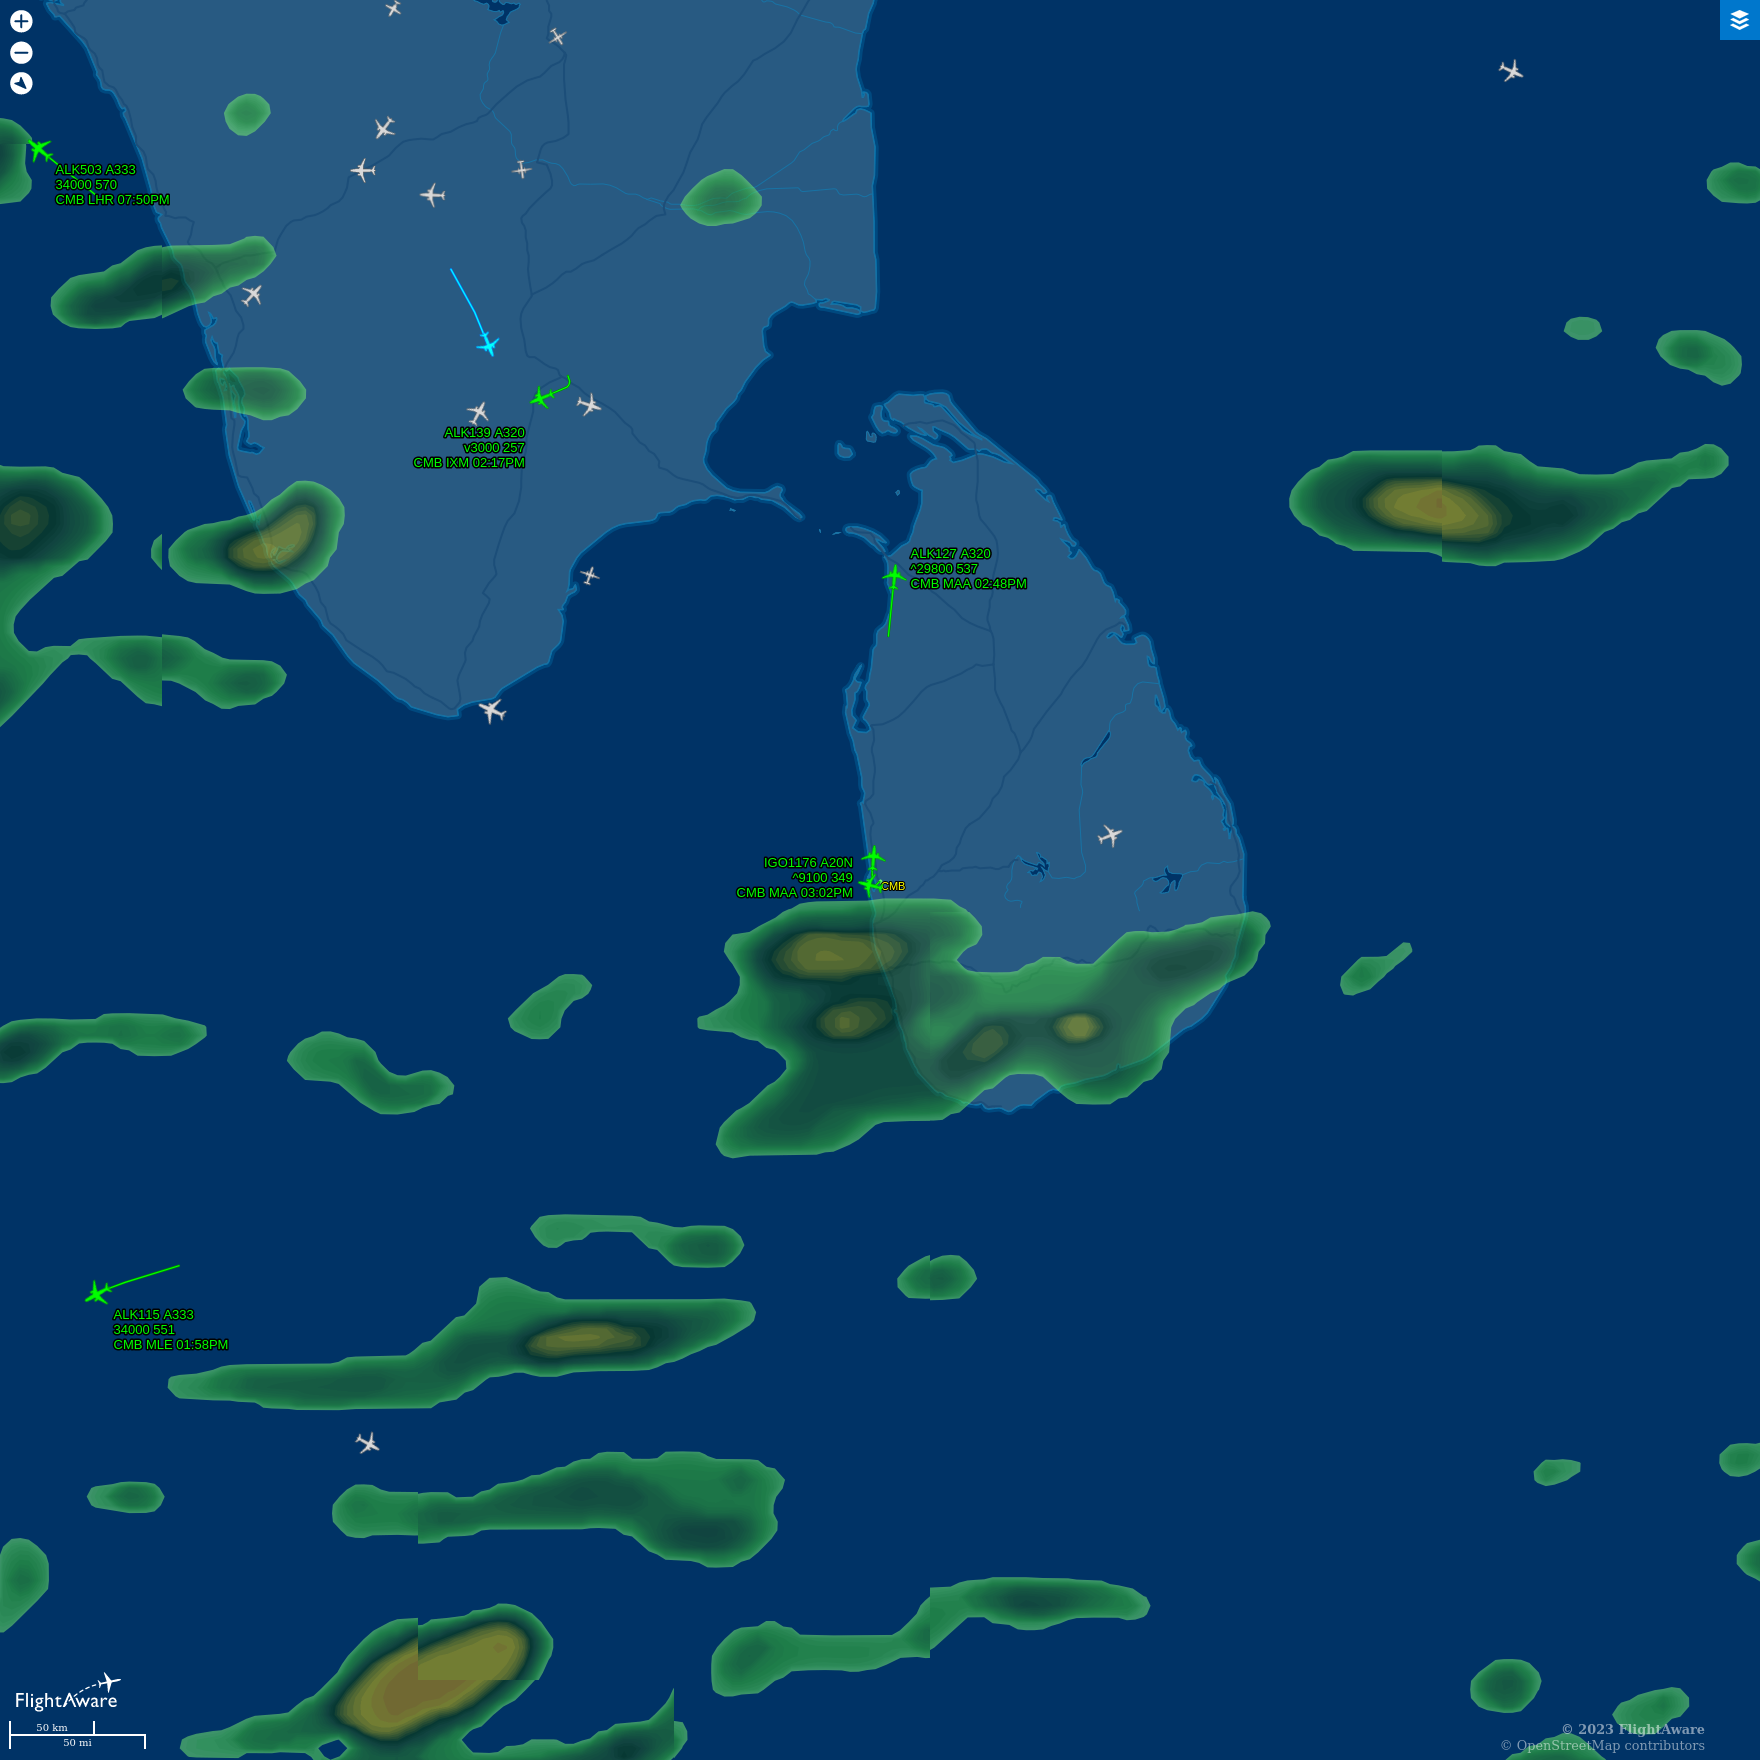 ALK503 A333
34000 570
CMB LHR 07:50PM
ALK139 A320
v3000 257
CMB IXM 02:17PM
ALK127 A320
^29800 537
CMB MAA 02:48PM
IGO1176 A20N
^9100 349
CMB MAA 03:02PM
CMB
ALK115 A333
34000 551
CMB MLE 01:58PM
FlightAware
50 km
50 mi
© 2023 FlightAware
© OpenStreetMap contributors